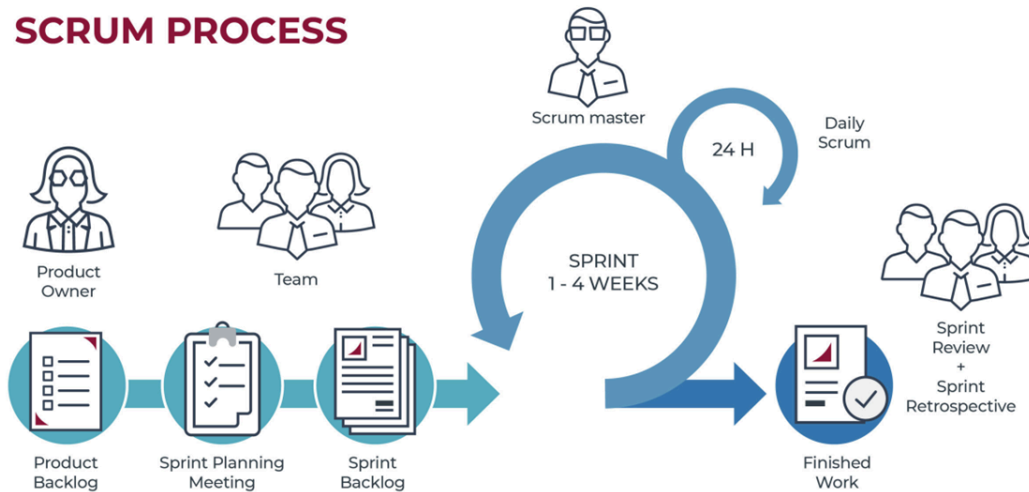 SCRUM PROCESS
Scrum master
24 H
Daily
Scrum
Product
Owner
Team
SPRINT
1 - 4 WEEKS
Sprint
Review
+
Sprint
Retrospective
Product
Backlog
Sprint Planning
Meeting
Sprint
Backlog
Finished
Work